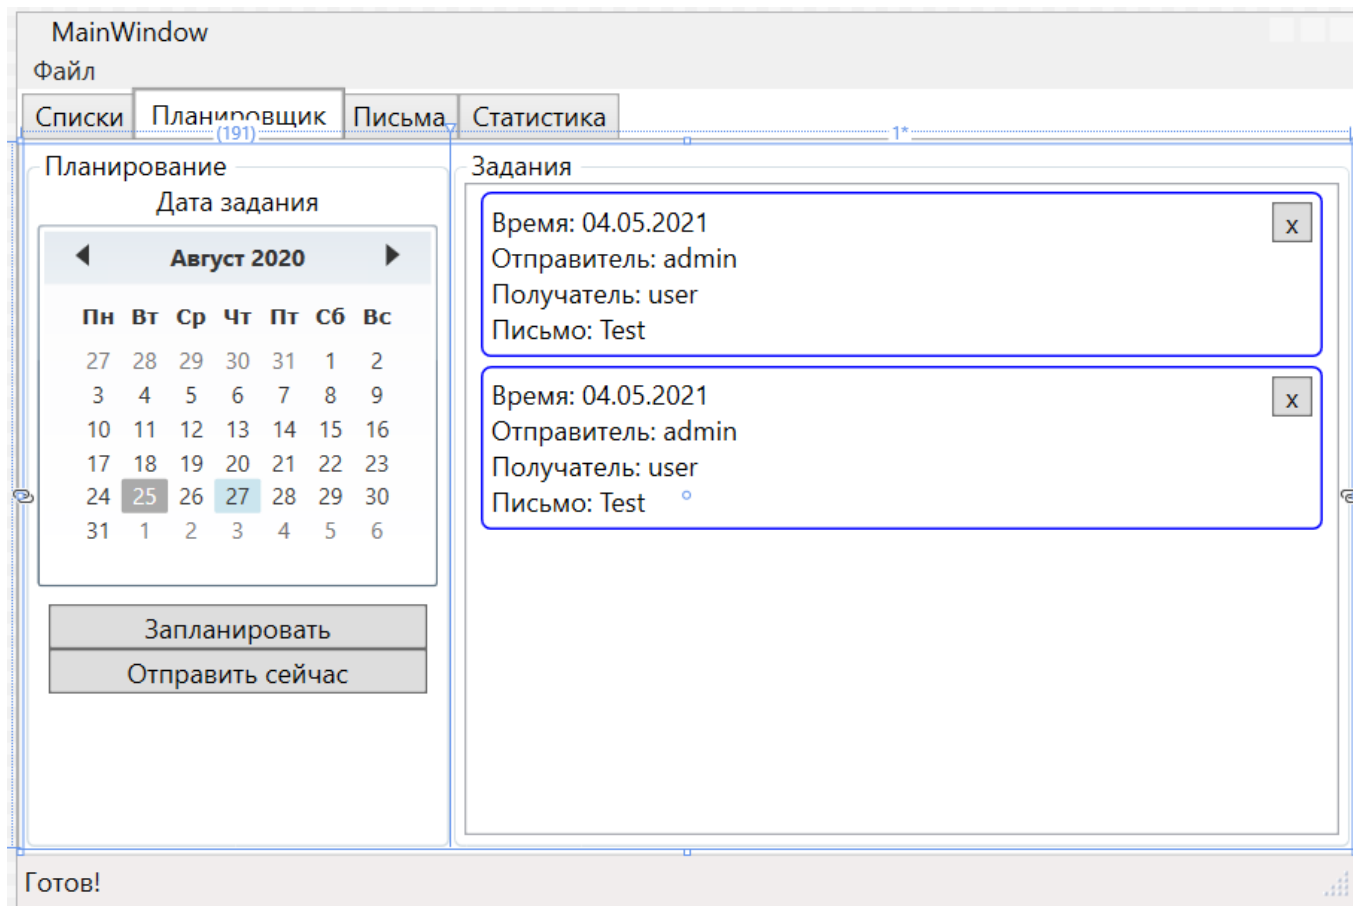 MainWindow
Файл
Списки Планировщик Письма Статистика
(191) 1*
Планирование
Дата задания
Август 2020
Пн Вт Ср Чт Пт Сб Вс
27 28 29 30 31 1 2
3 4 5 6 7 8 9
10 11 12 13 14 15 16
17 18 19 20 21 22 23
24 25 26 27 28 29 30
31 1 2 3 4 5 6
Запланировать
Отправить сейчас
Задания
Время: 04.05.2021 x
Отправитель: admin
Получатель: user
Письмо: Test
Время: 04.05.2021 x
Отправитель: admin
Получатель: user
Письмо: Test
Готов!